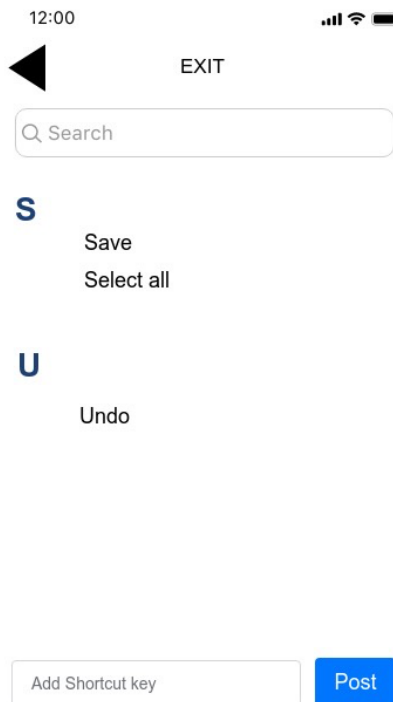 12:00
EXIT
Search
S
Save
Select all
U
Undo
Add Shortcut key
Post